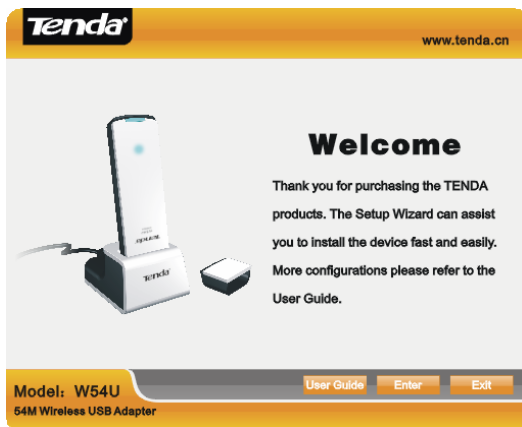 Tenda
www.tenda.cn
Welcome
Thank you for purchasing the TENDA
products. The Setup Wizard can assist
you to install the device fast and easily.
More configurations please refer to the
User Guide.
Tenda
Model: W54U
54M Wireless USB Adapter
User Guide Enter Exit